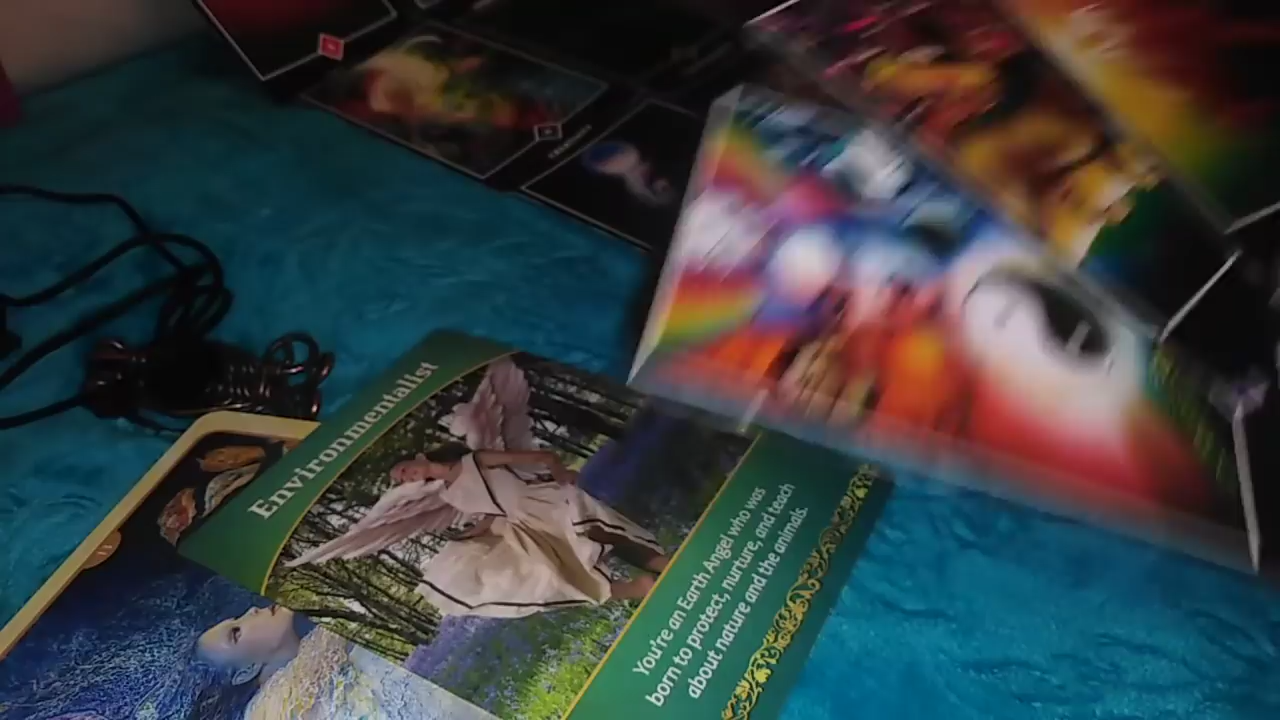 Environmentalist
You're an Earth Angel who was
born to protect, nurture, and teach
about nature and the animals.